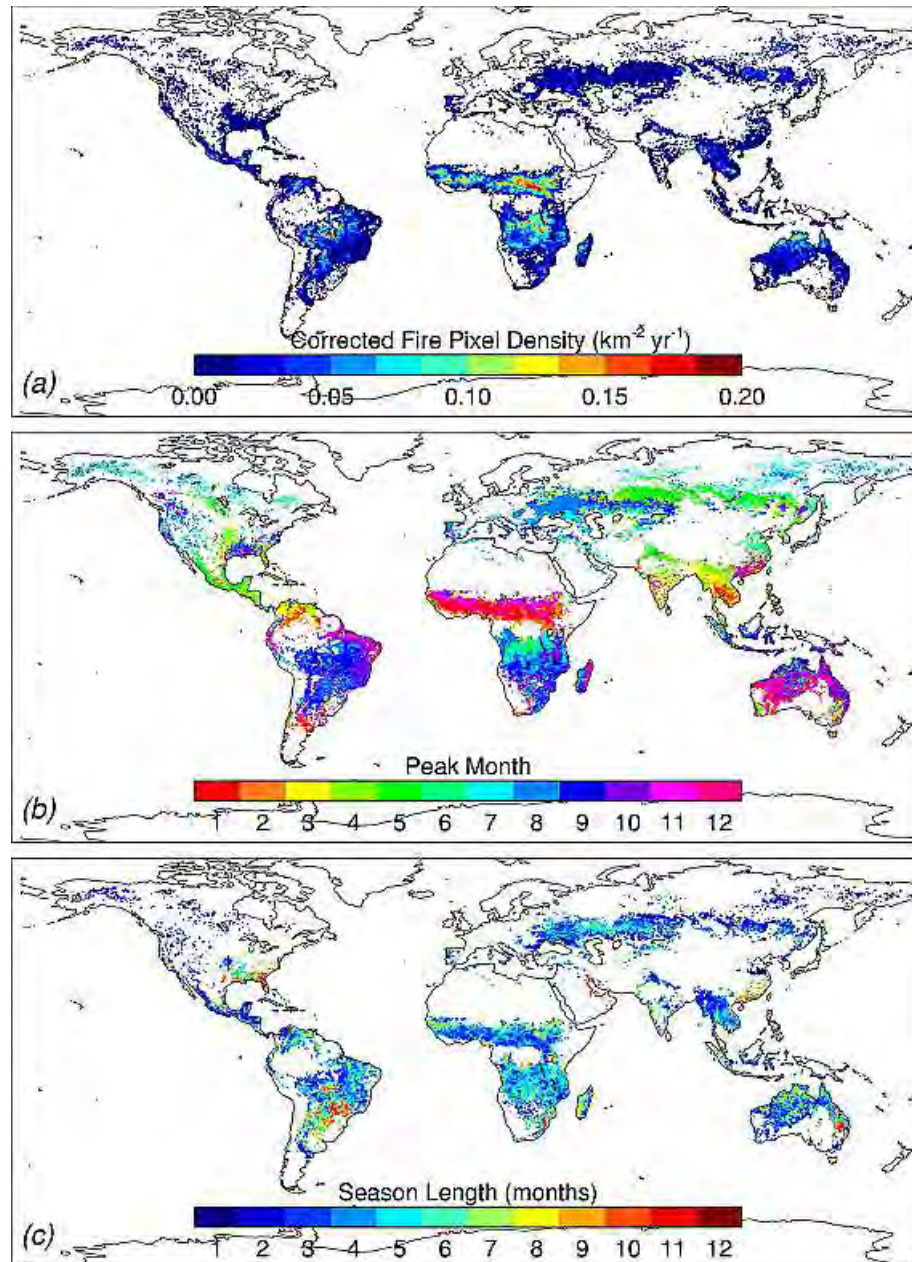 Corrected Fire Pixel Density (km-2 yr-1)
(a)
0.00 0.05 0.10 0.15 0.20
Peak Month
(b)
1 2 3 4 5 6 7 8 9 10 11 12
Season Length (months)
(c)
1 2 3 4 5 6 7 8 9 10 11 12